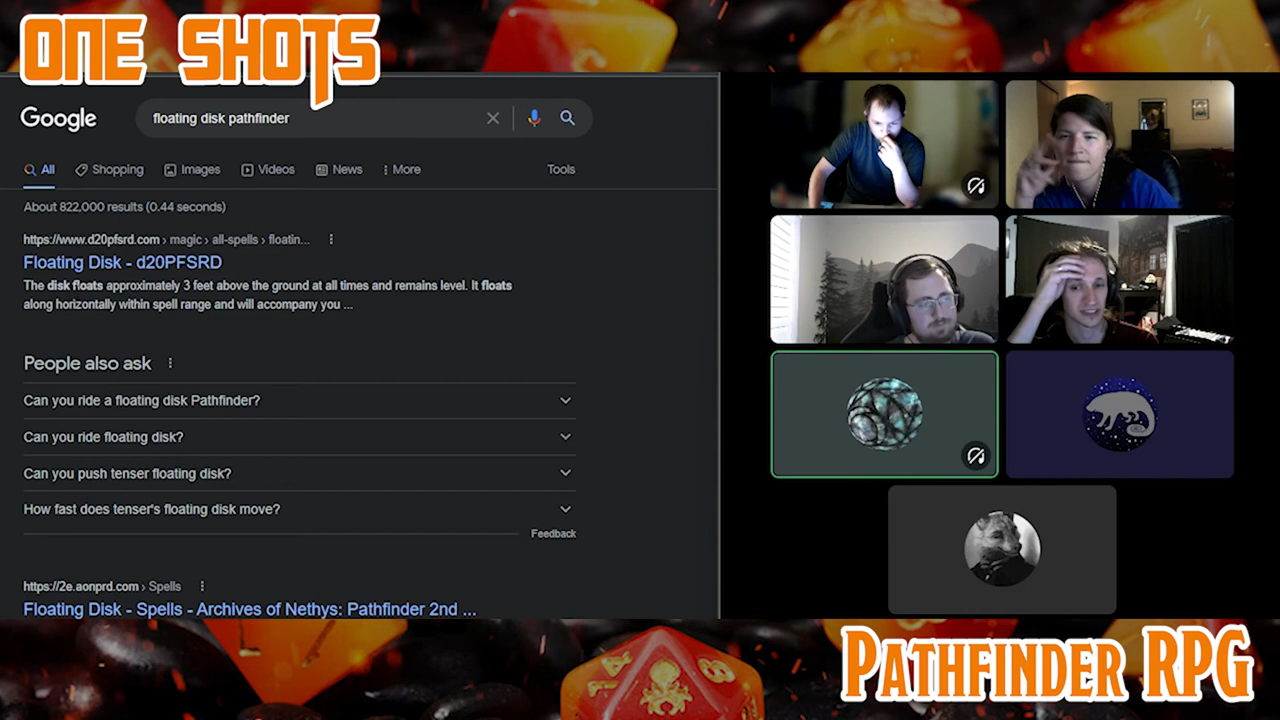 ONE SHOTS
Google
floating disk pathfinder
All
Shopping
Images
Videos
News
More
Tools
About 822,000 results (0.44 seconds)
https://www.d20pfsrd.com › magic › all-spells › floatin...
Floating Disk - d20PFSRD
The disk floats approximately 3 feet above the ground at all times and remains level. It floats
along horizontally within spell range and will accompany you ...
People also ask
Can you ride a floating disk Pathfinder?
Can you ride floating disk?
Can you push tenser floating disk?
How fast does tenser's floating disk move?
Feedback
https://2e.aonprd.com › Spells
Floating Disk - Spells - Archives of Nethys: Pathfinder 2nd ...
PATHFINDER RPG